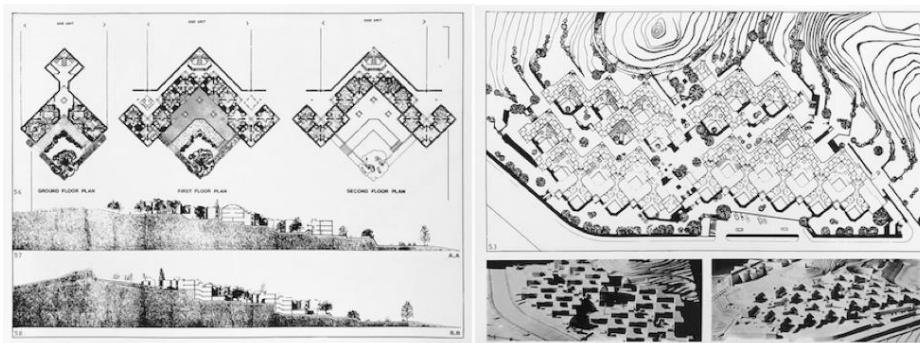 ONE UNIT
ONE UNIT
ONE UNIT
56
GROUND FLOOR PLAN
FIRST FLOOR PLAN
SECOND FLOOR PLAN
57
A.A
58
B.B
53